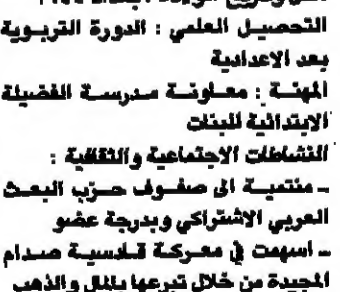 التحصيل العلمي : الدورة التربوية
بعد الاعدادية
المهنة : معاونة مدرسة الفضيلة
الابتدائية للبنات
النشاطات الاجتماعية والثقافية :
ـ منتمية الى صفوف حزب البعث
العربي الاشتراكي وبدرجة عضو
ـ اسهمت في معركة قادسية صدام
المجيدة من خلال تبرعها بالمال والذهب